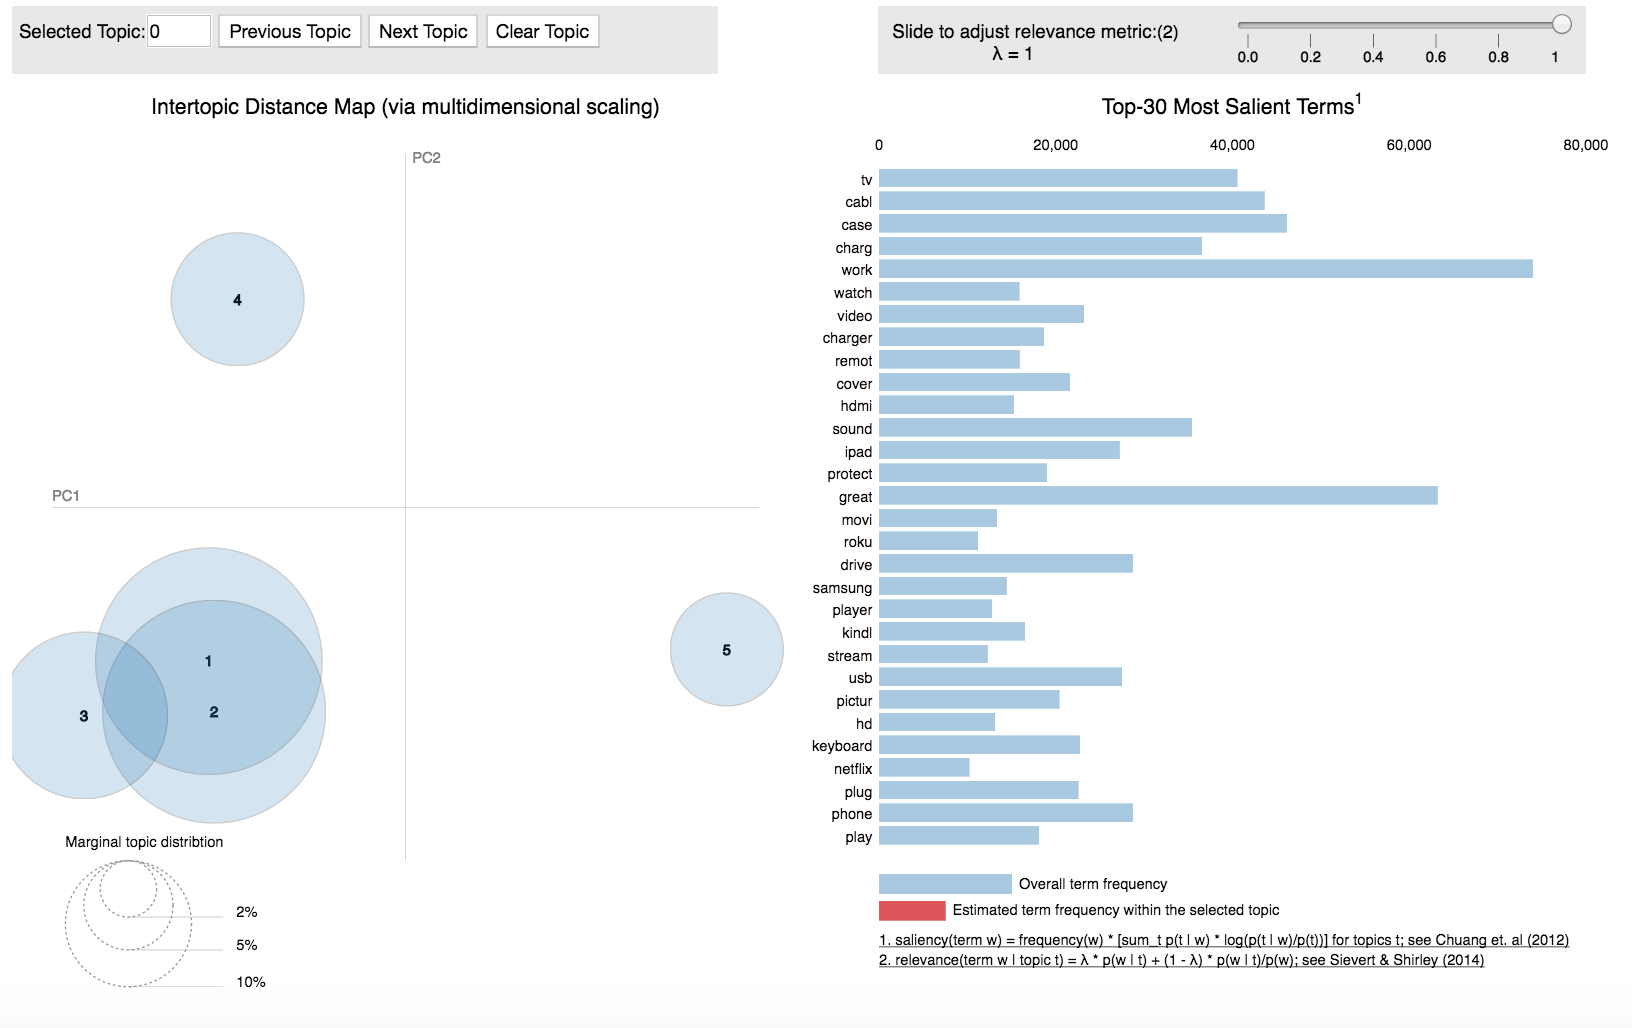 Selected Topic: 0 Previous Topic Next Topic Clear Topic
Slide to adjust relevance metric:(2)
λ = 1
0.0 0.2 0.4 0.6 0.8 1
Intertopic Distance Map (via multidimensional scaling)
PC2
PC1
4
1
2
3
5
Marginal topic distribtion
2%
5%
10%
Top-30 Most Salient Terms1
0 20,000 40,000 60,000 80,000
tv
cabl
case
charg
work
watch
video
charger
remot
cover
hdmi
sound
ipad
protect
great
movi
roku
drive
samsung
player
kindl
stream
usb
pictur
hd
keyboard
netflix
plug
phone
play
Overall term frequency
Estimated term frequency within the selected topic
1. saliency(term w) = frequency(w) * [sum_t p(t | w) * log(p(t | w)/p(t))] for topics t; see Chuang et. al (2012)
2. relevance(term w | topic t) = λ * p(w | t) + (1 - λ) * p(w | t)/p(w); see Sievert & Shirley (2014)